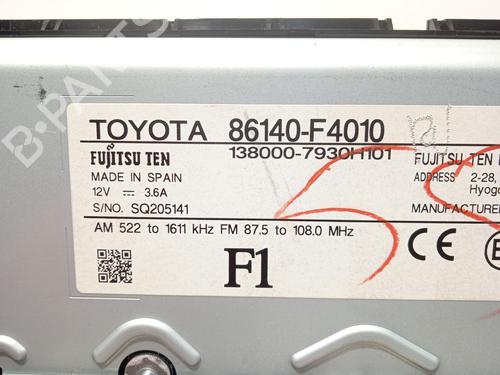 B-PARTS
TOYOTA 86140-F4010
FUJITSU TEN 138000-7930H101 FUJITSU TEN
MADE IN SPAIN ADDRESS 2-28,
12V ⎓ 3.6A Hyogo
S/NO. SQ205141 MANUFACTURE
AM 522 to 1611 kHz FM 87.5 to 108.0 MHz
F1 CE